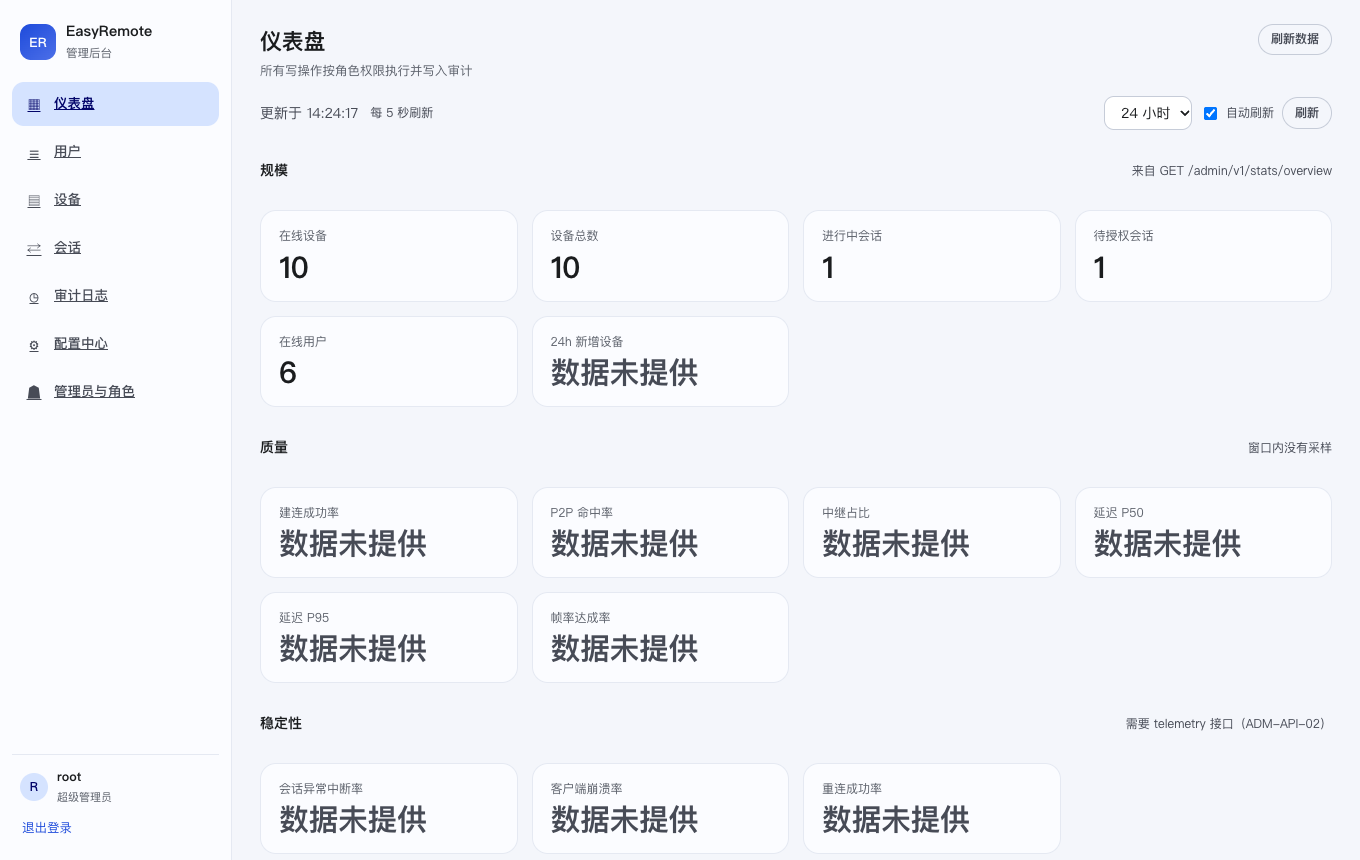 ER
EasyRemote
管理后台
仪表盘
用户
设备
会话
审计日志
配置中心
管理员与角色
R
root
超级管理员
退出登录
仪表盘
刷新数据
所有写操作按角色权限执行并写入审计
更新于 14:24:17 每 5 秒刷新
24 小时 自动刷新 刷新
规模
来自 GET /admin/v1/stats/overview
在线设备
10
设备总数
10
进行中会话
1
待授权会话
1
在线用户
6
24h 新增设备
数据未提供
质量
窗口内没有采样
建连成功率
数据未提供
P2P 命中率
数据未提供
中继占比
数据未提供
延迟 P50
数据未提供
延迟 P95
数据未提供
帧率达成率
数据未提供
稳定性
需要 telemetry 接口（ADM-API-02）
会话异常中断率
数据未提供
客户端崩溃率
数据未提供
重连成功率
数据未提供